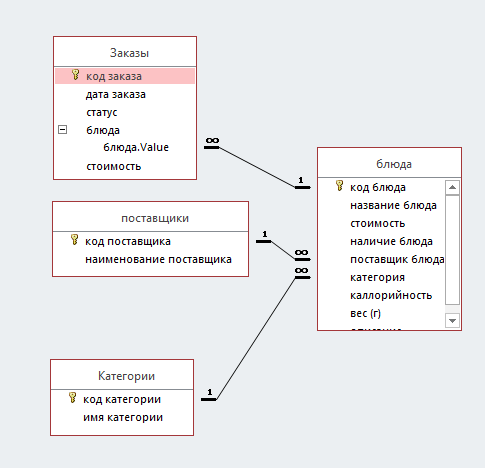 Заказы
код заказа
дата заказа
статус
блюда
блюда.Value
стоимость
∞
1
блюда
код блюда
название блюда
стоимость
наличие блюда
поставщик блюда
категория
каллорийность
вес (г)
поставщики
код поставщика
наименование поставщика
1
∞
∞
Категории
код категории
имя категории
1